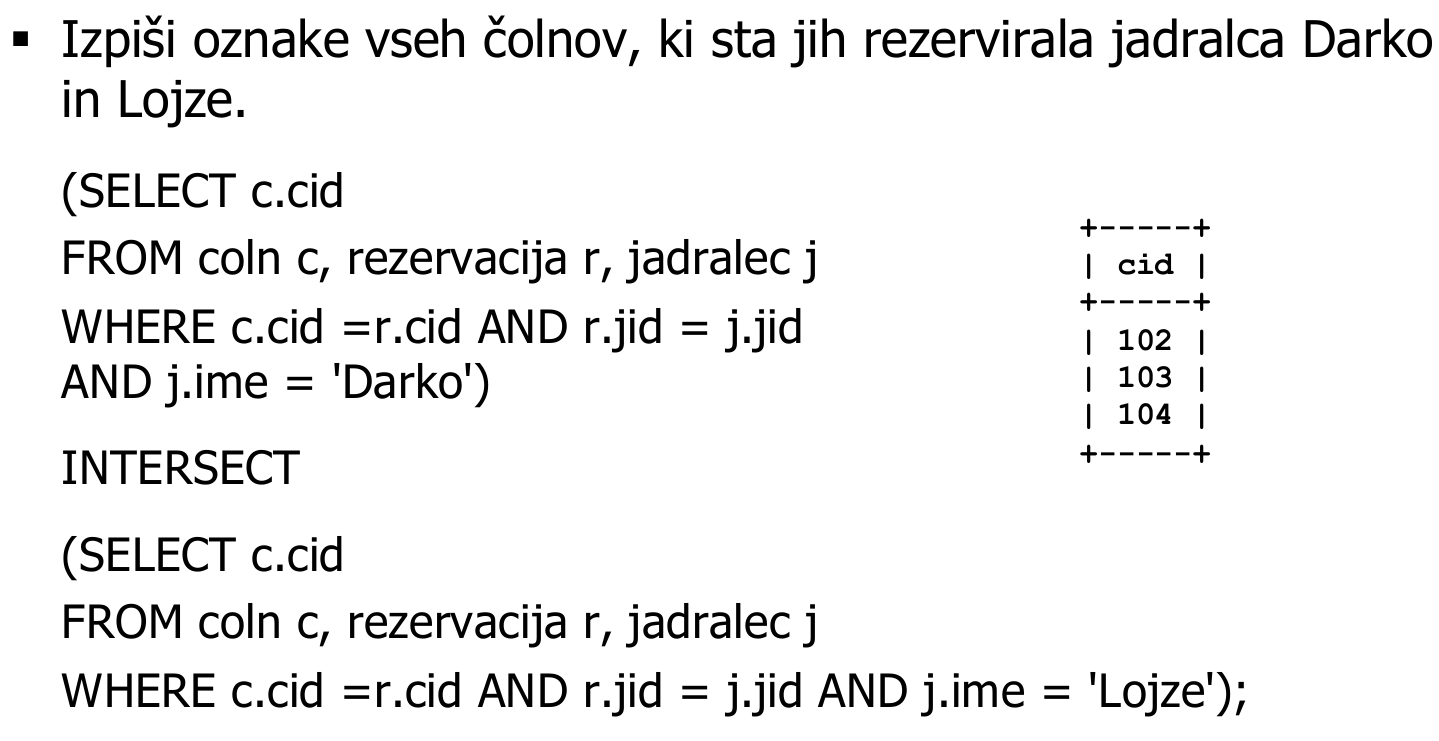 ▪ Izpiši oznake vseh čolnov, ki sta jih rezervirala jadralca Darko
in Lojze.
(SELECT c.cid
FROM coln c, rezervacija r, jadralec j
WHERE c.cid =r.cid AND r.jid = j.jid
AND j.ime = 'Darko')
INTERSECT
(SELECT c.cid
FROM coln c, rezervacija r, jadralec j
WHERE c.cid =r.cid AND r.jid = j.jid AND j.ime = 'Lojze');
+-----+
| cid |
+-----+
| 102 |
| 103 |
| 104 |
+-----+